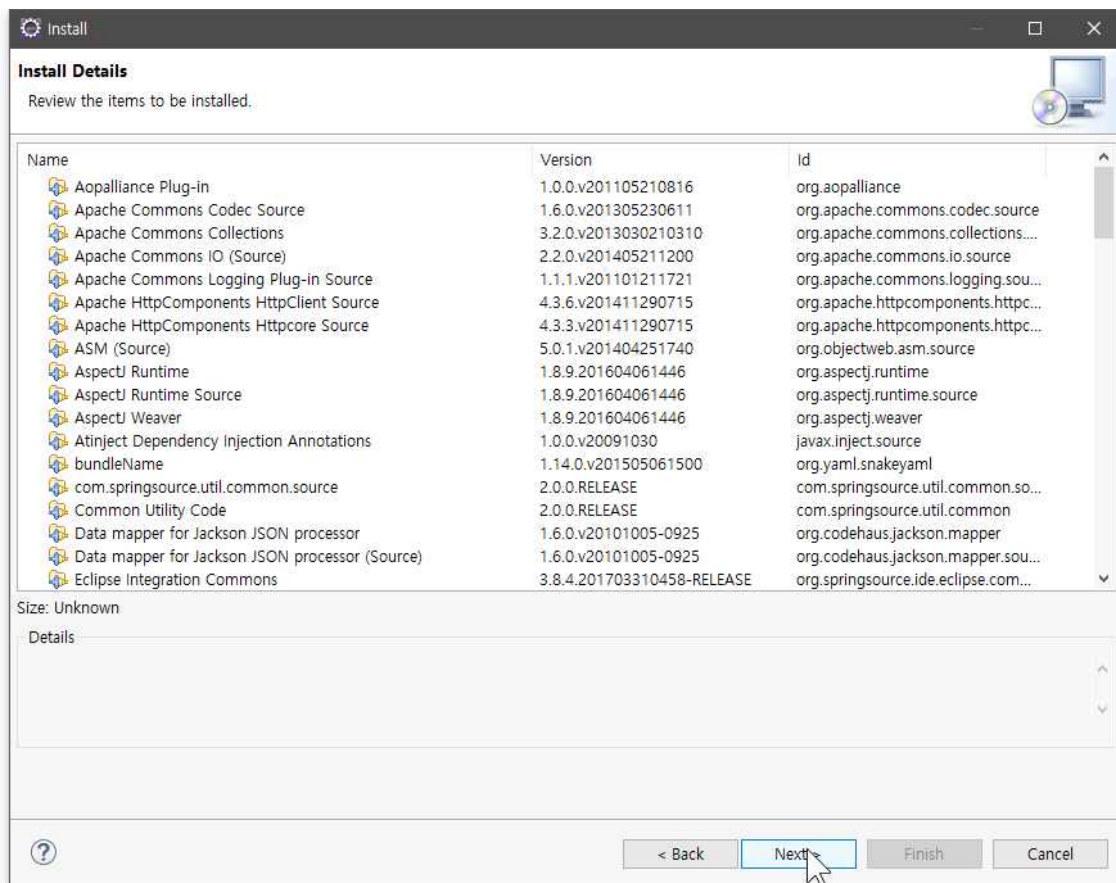 Install
Install Details
Review the items to be installed.
Name Version Id
Aopalliance Plug-in 1.0.0.v201105210816 org.aopalliance
Apache Commons Codec Source 1.6.0.v201305230611 org.apache.commons.codec.source
Apache Commons Collections 3.2.0.v2013030210310 org.apache.commons.collections....
Apache Commons IO (Source) 2.2.0.v201405211200 org.apache.commons.io.source
Apache Commons Logging Plug-in Source 1.1.1.v201101211721 org.apache.commons.logging.sou...
Apache HttpComponents HttpClient Source 4.3.6.v201411290715 org.apache.httpcomponents.httpc...
Apache HttpComponents Httpcore Source 4.3.3.v201411290715 org.apache.httpcomponents.httpc...
ASM (Source) 5.0.1.v201404251740 org.objectweb.asm.source
AspectJ Runtime 1.8.9.201604061446 org.aspectj.runtime
AspectJ Runtime Source 1.8.9.201604061446 org.aspectj.runtime.source
AspectJ Weaver 1.8.9.201604061446 org.aspectj.weaver
Atinject Dependency Injection Annotations 1.0.0.v20091030 javax.inject.source
bundleName 1.14.0.v201505061500 org.yaml.snakeyaml
com.springsource.util.common.source 2.0.0.RELEASE com.springsource.util.common.so...
Common Utility Code 2.0.0.RELEASE com.springsource.util.common
Data mapper for Jackson JSON processor 1.6.0.v20101005-0925 org.codehaus.jackson.mapper
Data mapper for Jackson JSON processor (Source) 1.6.0.v20101005-0925 org.codehaus.jackson.mapper.sou...
Eclipse Integration Commons 3.8.4.201703310458-RELEASE org.springsource.ide.eclipse.com...
Size: Unknown
Details
< Back Next > Finish Cancel